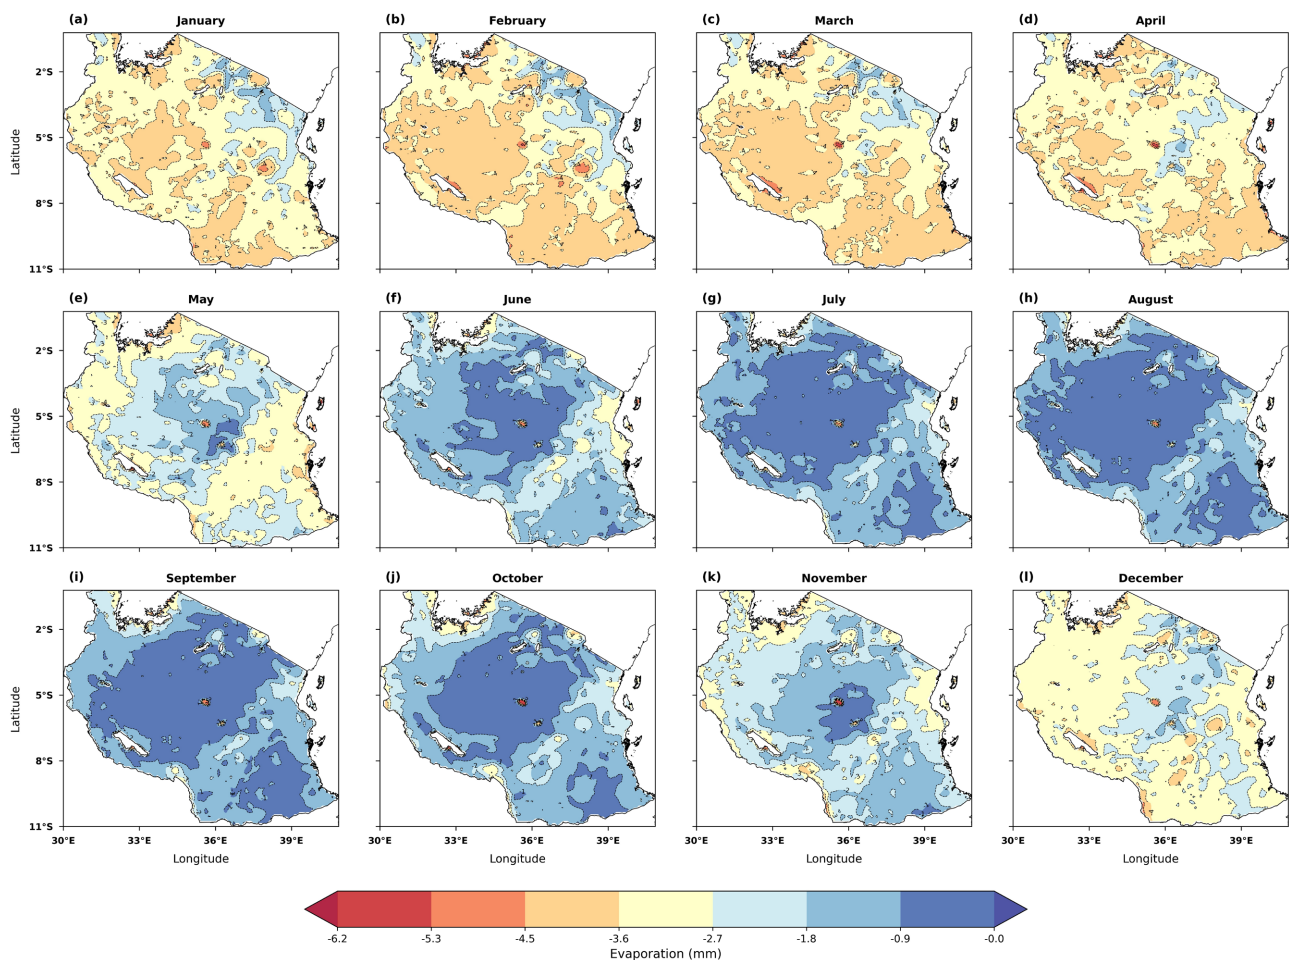 (a) January (b) February (c) March (d) April
2°S
5°S
8°S
11°S
Latitude
(e) May (f) June (g) July (h) August
2°S
5°S
8°S
11°S
(i) September (j) October (k) November (l) December
2°S
5°S
8°S
11°S
Latitude
30°E 33°E 36°E 39°E 30°E 33°E 36°E 39°E 30°E 33°E 36°E 39°E 30°E 33°E 36°E 39°E
Longitude Longitude Longitude Longitude
-6.2 -5.3 -4.5 -3.6 -2.7 -1.8 -0.9 -0.0
Evaporation (mm)